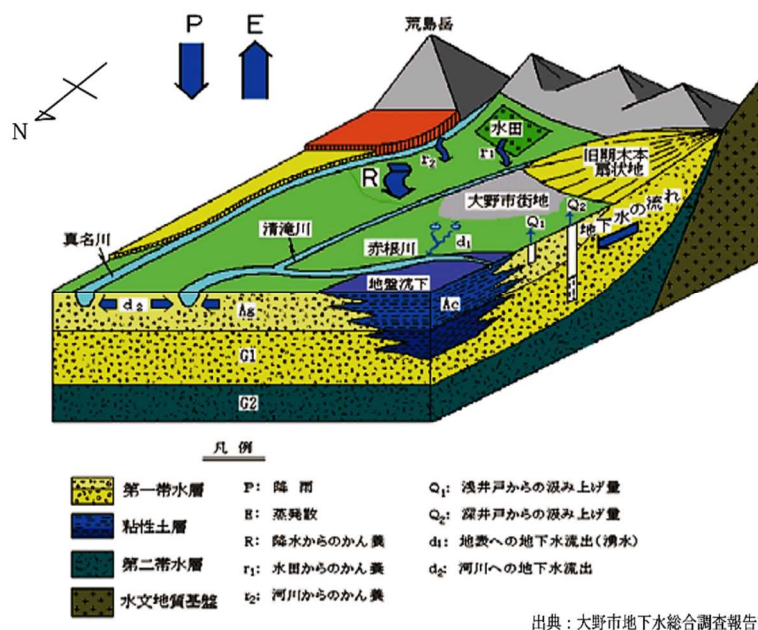 P
E
荒島岳
N
水田
r₂
r₁
旧期木本
扇状地
R
大野市街地
Q₁
Q₂
地下水の流れ
清滝川
赤根川
d₁
真名川
地盤沈下
d₂
Ag
Ac
G1
G2
凡例
第一帯水層
粘性土層
第二帯水層
水文地質基盤
P: 降雨
E: 蒸発散
R: 降水からのかん養
r₁: 水田からのかん養
r₂: 河川からのかん養
Q₁: 浅井戸からの汲み上げ量
Q₂: 深井戸からの汲み上げ量
d₁: 地表への地下水流出(湧水)
d₂: 河川への地下水流出
出典：大野市地下水総合調査報告